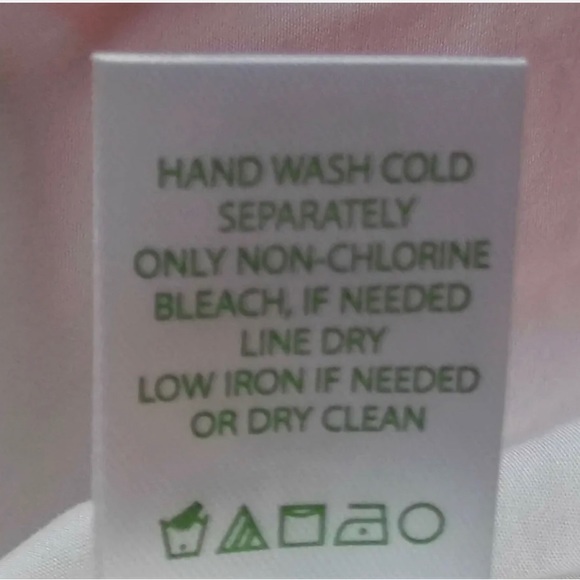 HAND WASH COLD
SEPARATELY
ONLY NON-CHLORINE
BLEACH, IF NEEDED
LINE DRY
LOW IRON IF NEEDED
OR DRY CLEAN